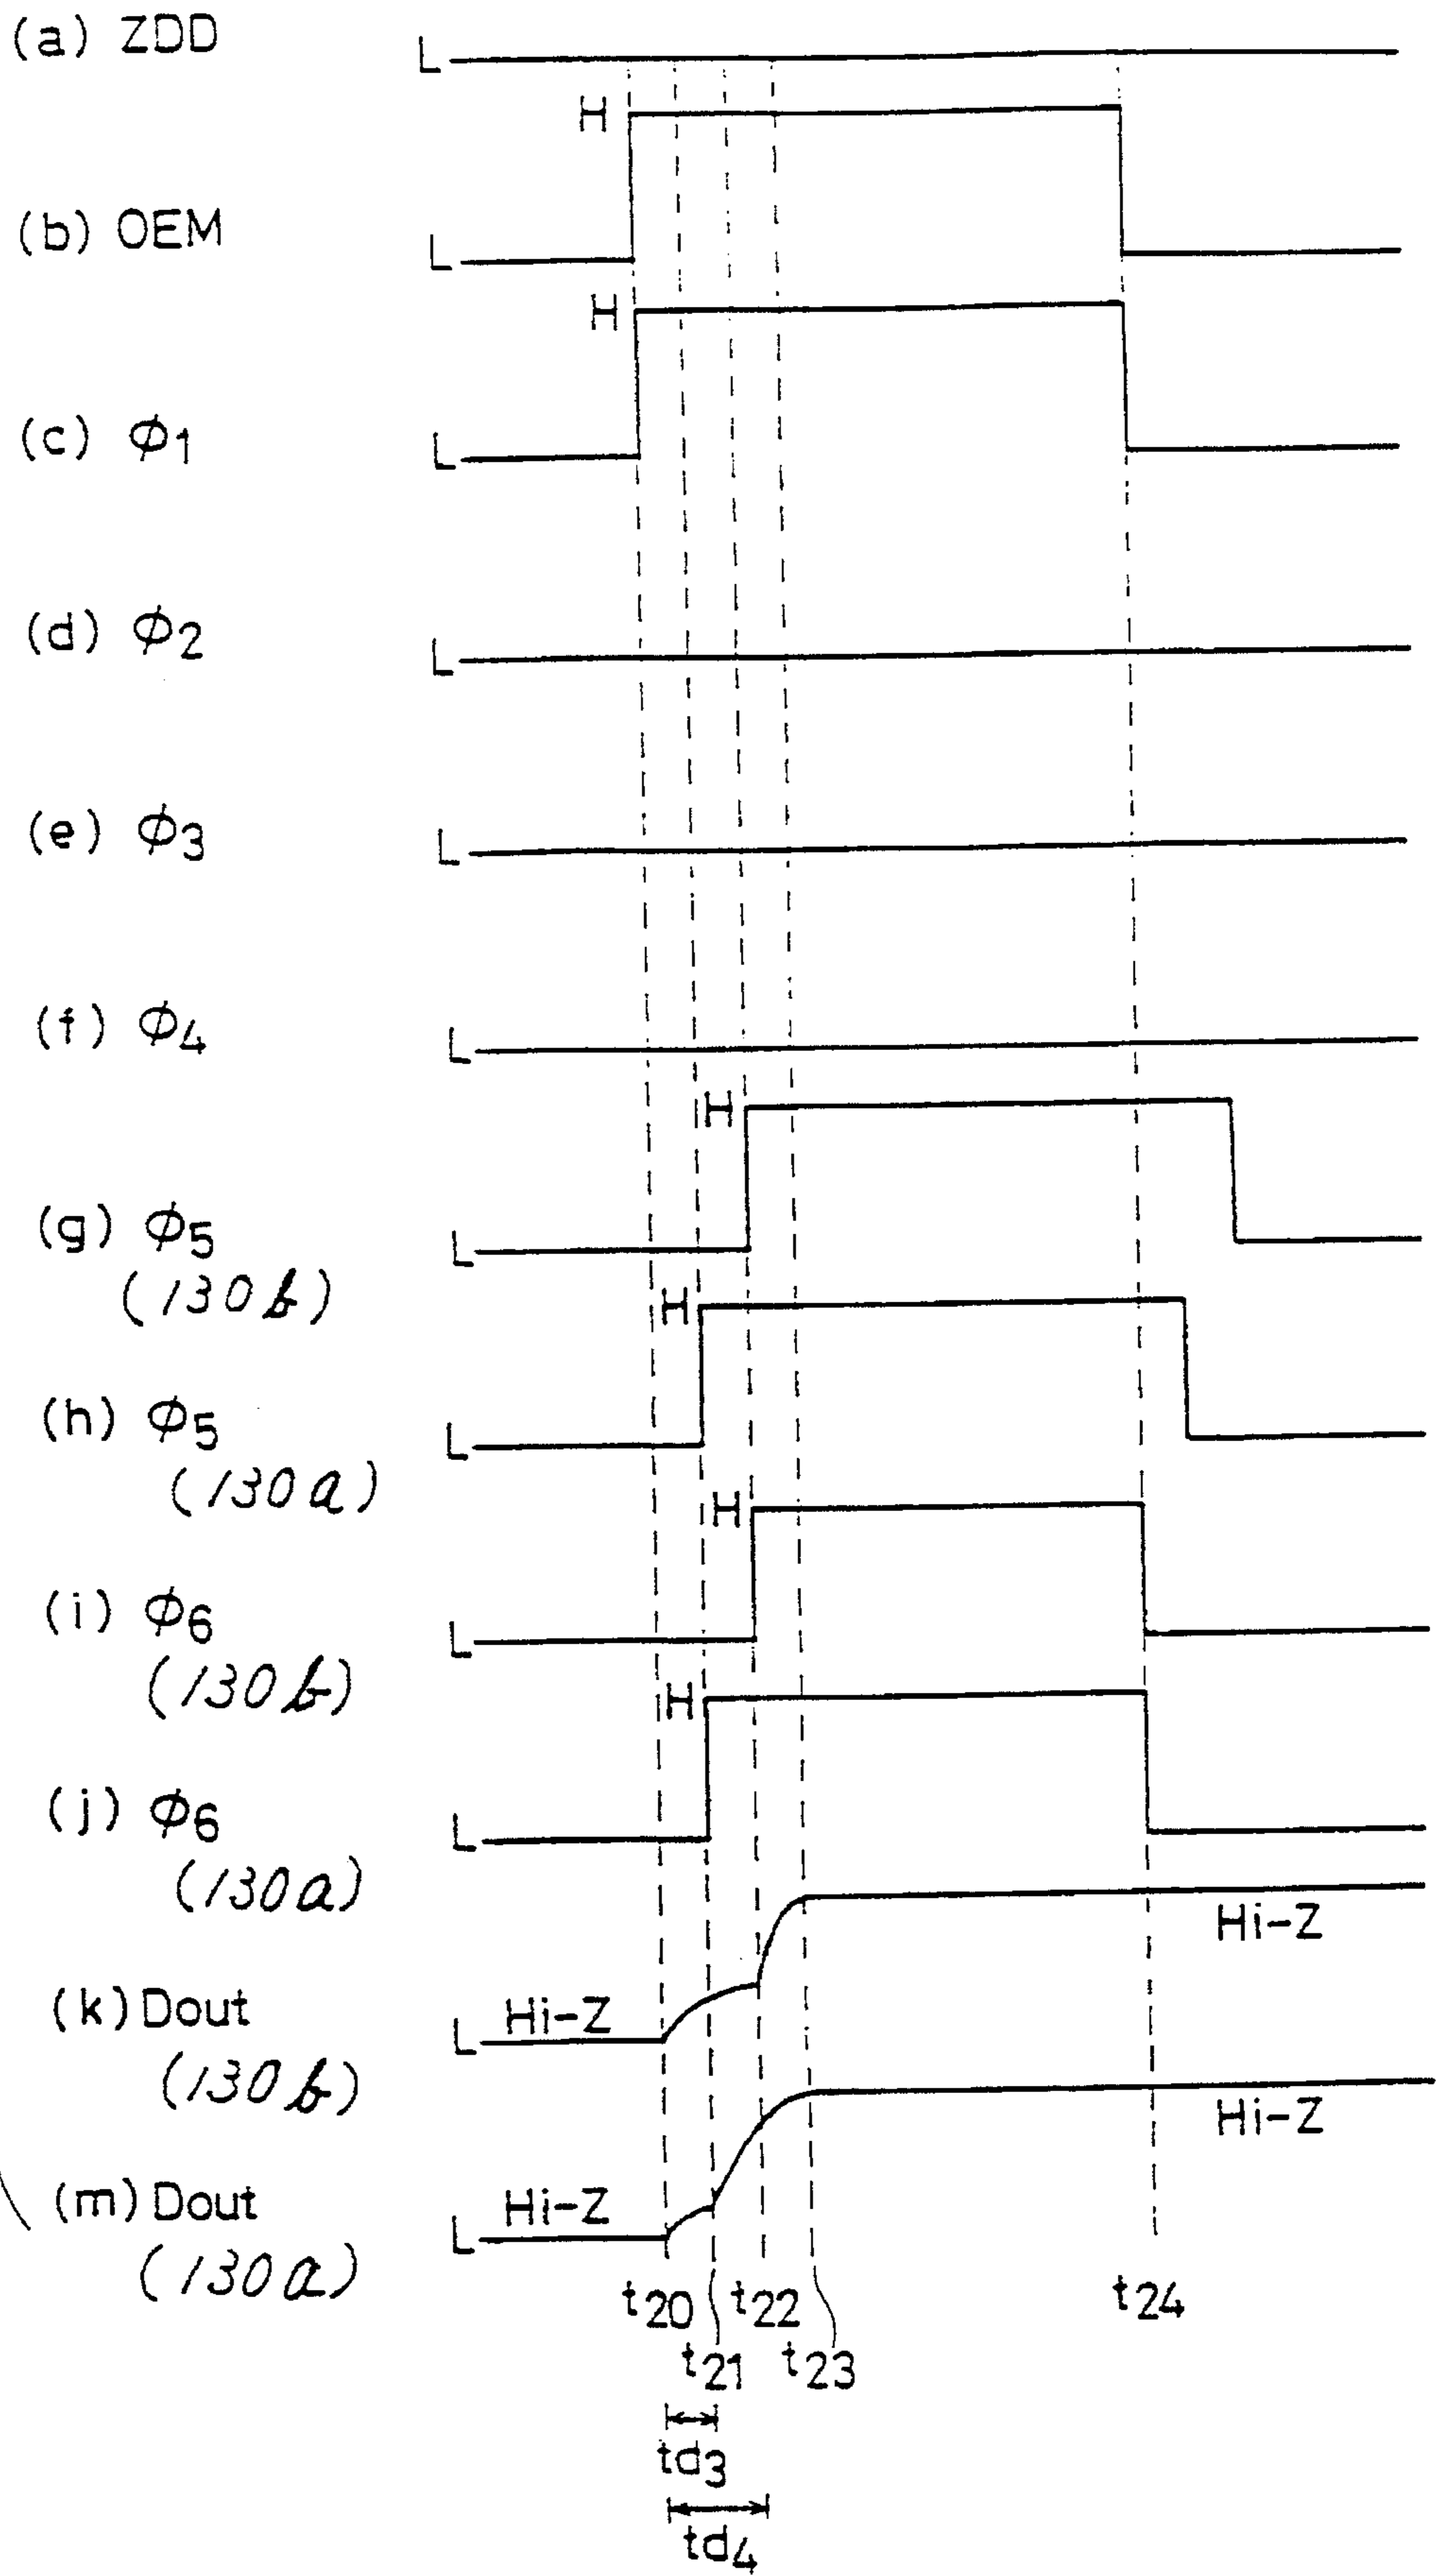 (a) ZDD L
H
(b) OEM L
H
(c) ϕ1 L
(d) ϕ2 L
(e) ϕ3 L
(f) ϕ4 L
H
(g) ϕ5 L
(130b)
H
(h) ϕ5 L
(130a)
H
(i) ϕ6 L
(130b)
H
(j) ϕ6 L
(130a)
Hi-Z
(k) Dout L Hi-Z
(130b)
Hi-Z
(m) Dout L Hi-Z
(130a)
t20 t22 t24
t21 t23
td3
td4